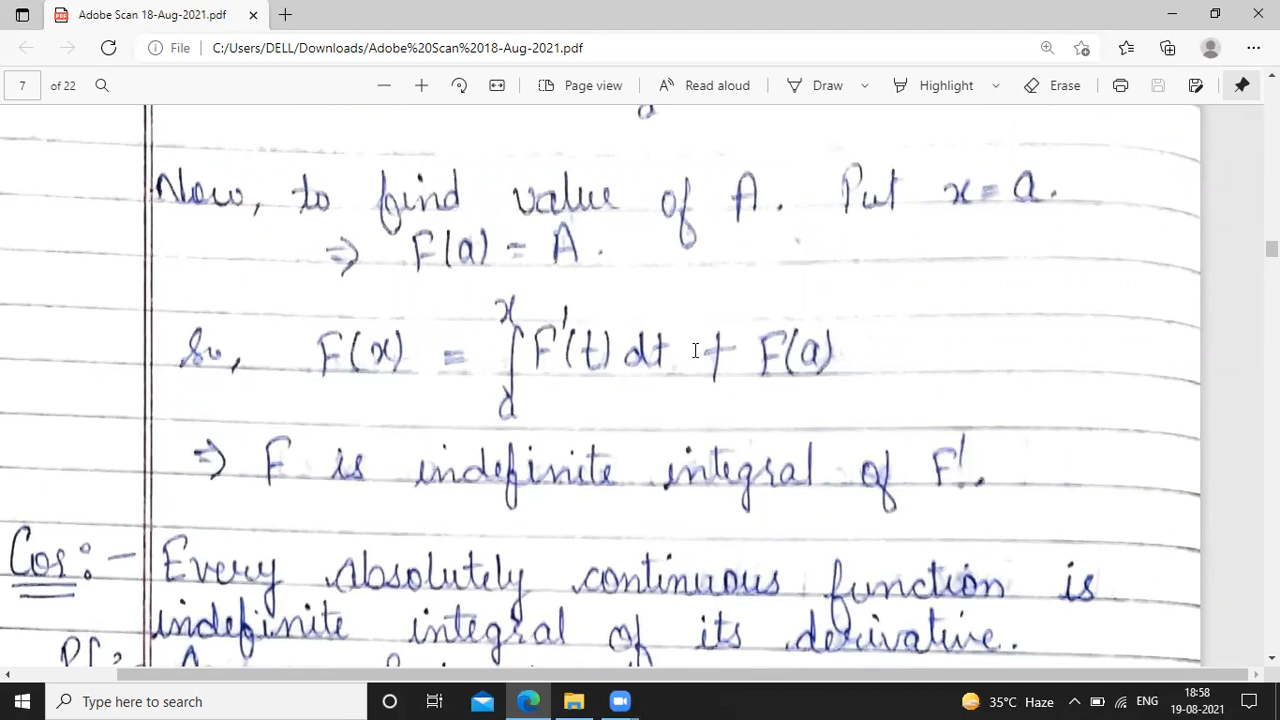 Adobe Scan 18-Aug-2021.pdf
File C:/Users/DELL/Downloads/Adobe%20Scan%2018-Aug-2021.pdf
7 of 22 Page view Read aloud Draw Highlight Erase
a
Now, to find value of A. Put x = a.
⇒ F(a) = A.
So, F(x) = ∫ₐˣ F'(t) dt + F(a)
⇒ F is indefinite integral of F'.
Cor:- Every absolutely continuous function is
indefinite integral of its derivative.
Type here to search 35°C Haze ENG 18:58
19-08-2021